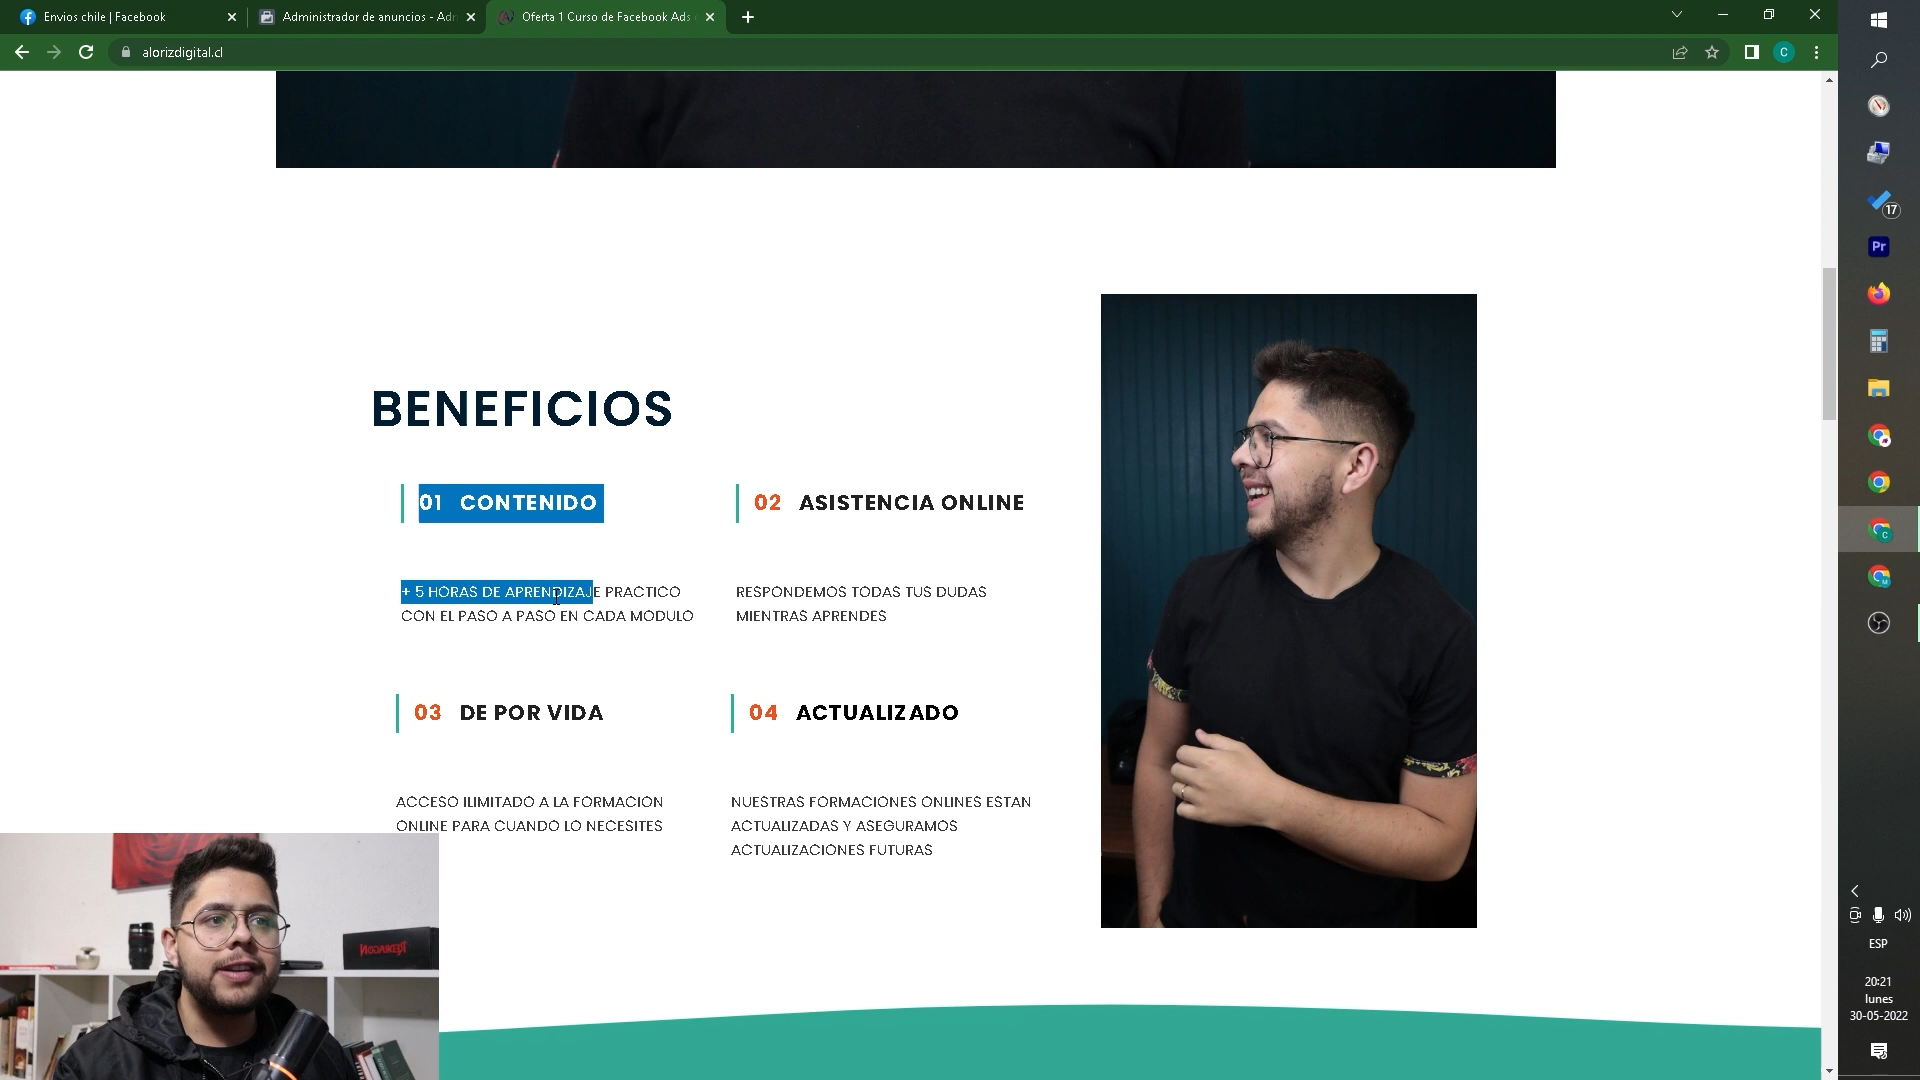 Envios chile | Facebook
Administrador de anuncios - Adr
Oferta 1 Curso de Facebook Ads
alorizdigital.cl
C
17
Pr
BENEFICIOS
01 CONTENIDO
+ 5 HORAS DE APRENDIZAJE PRACTICO
CON EL PASO A PASO EN CADA MODULO
02 ASISTENCIA ONLINE
RESPONDEMOS TODAS TUS DUDAS
MIENTRAS APRENDES
03 DE POR VIDA
ACCESO ILIMITADO A LA FORMACION
ONLINE PARA CUANDO LO NECESITES
04 ACTUALIZADO
NUESTRAS FORMACIONES ONLINES ESTAN
ACTUALIZADAS Y ASEGURAMOS
ACTUALIZACIONES FUTURAS
REDRAGON
ESP
20:21
lunes
30-05-2022